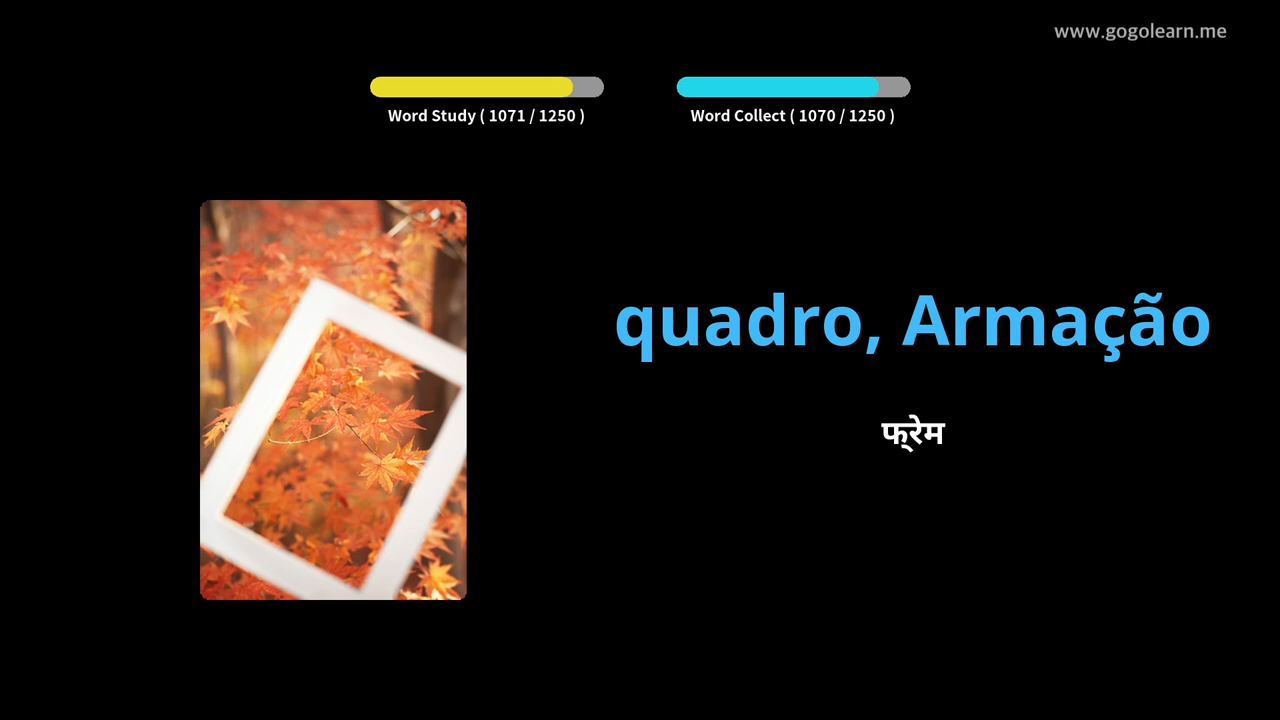 www.gogolearn.me
Word Study ( 1071 / 1250 )
Word Collect ( 1070 / 1250 )
quadro, Armação
फ्रेम